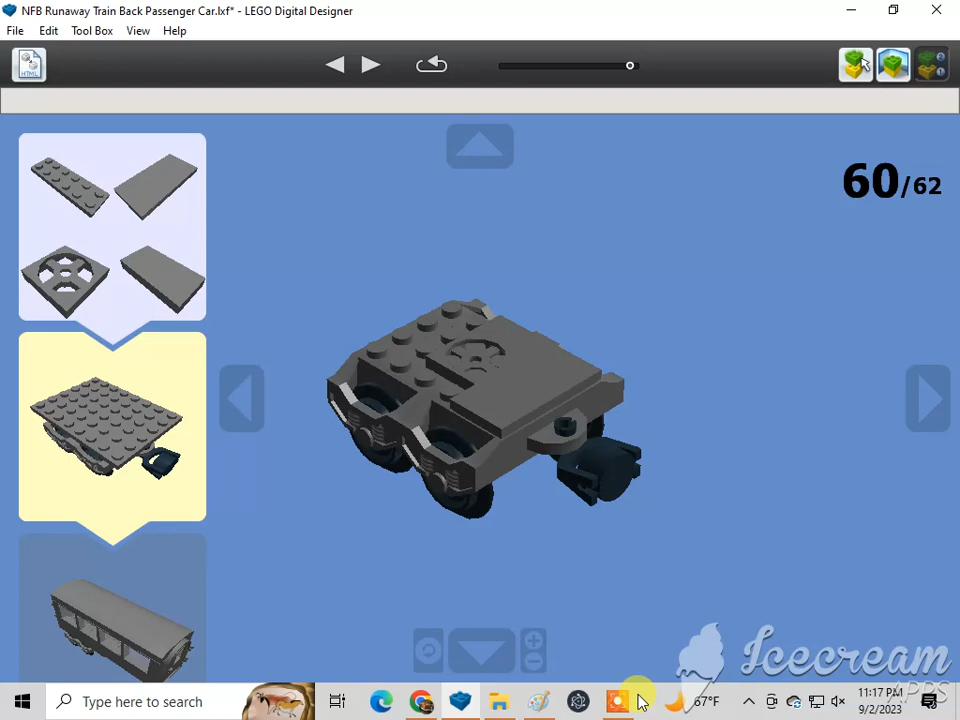 NFB Runaway Train Back Passenger Car.lxf* - LEGO Digital Designer
File Edit Tool Box View Help
HTML
60/62
Icecream
APPS
Type here to search
67°F
11:17 PM
9/2/2023